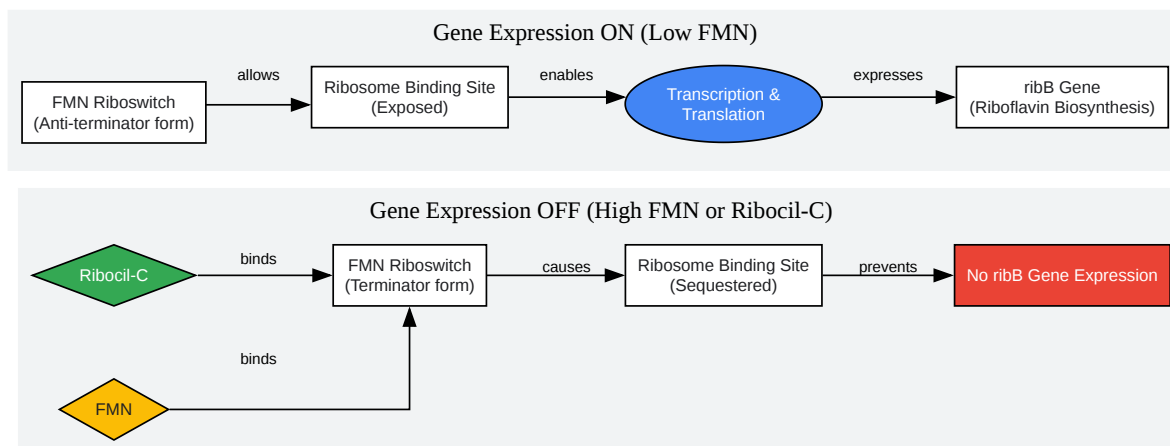 Gene Expression ON (Low FMN)
allows
enables
expresses
FMN Riboswitch
(Anti-terminator form)
Ribosome Binding Site
(Exposed)
Transcription &
Translation
ribB Gene
(Riboflavin Biosynthesis)
Gene Expression OFF (High FMN or Ribocil-C)
Ribocil-C
binds
FMN Riboswitch
(Terminator form)
causes
Ribosome Binding Site
(Sequestered)
prevents
No ribB Gene Expression
binds
FMN